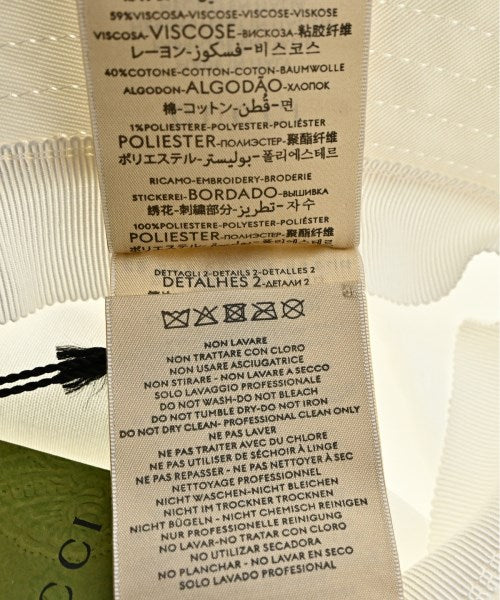 59%VISCOSA-VISCOSE-VISCOSE-VISKOSE
VISCOSA-VISCOSE-ВИСКОЗА-粘胶纤维
レーヨン-فسكوز-비스코스
40%COTONE-COTTON-COTON-BAUMWOLLE
ALGODON-ALGODÃO-ХЛОПОК
棉-コットン-قُطن-면
1%POLIESTERE-POLYESTER-POLIÉSTER
POLIESTER-ПОЛИЭСТЕР-聚酯纤维
ポリエステル-بوليستر-폴리에스테르
RICAMO-EMBROIDERY-BRODERIE
STICKEREI-BORDADO-ВЫШИВКА
绣花-刺繍部分-تطريز-자수
100%POLIESTERE-POLYESTER-POLIÉSTER
POLIESTER-ПОЛИЭСТЕР-聚酯纤维
DETTAGLI 2-DETAILS 2-DETALLES 2
DETALHES 2-ДЕТАЛИ 2
NON LAVARE
NON TRATTARE CON CLORO
NON USARE ASCIUGATRICE
NON STIRARE - NON LAVARE A SECCO
SOLO LAVAGGIO PROFESSIONALE
DO NOT WASH-DO NOT BLEACH
DO NOT TUMBLE DRY-DO NOT IRON
DO NOT DRY CLEAN- PROFESSIONAL CLEAN ONLY
NE PAS LAVER
NE PAS TRAITER AVEC DU CHLORE
NE PAS UTILISER DE SÉCHOIR À LINGE
NE PAS REPASSER - NE PAS NETTOYER À SEC
NETTOYAGE PROFESSIONNEL
NICHT WASCHEN-NICHT BLEICHEN
NICHT IM TROCKNER TROCKNEN
NICHT BÜGELN - NICHT CHEMISCH REINIGEN
NUR PROFESSIONELLE REINIGUNG
NO LAVAR-NO TRATAR CON CLORO
NO UTILIZAR SECADORA
NO PLANCHAR - NO LAVAR EN SECO
SOLO LAVADO PROFESIONAL
CCI